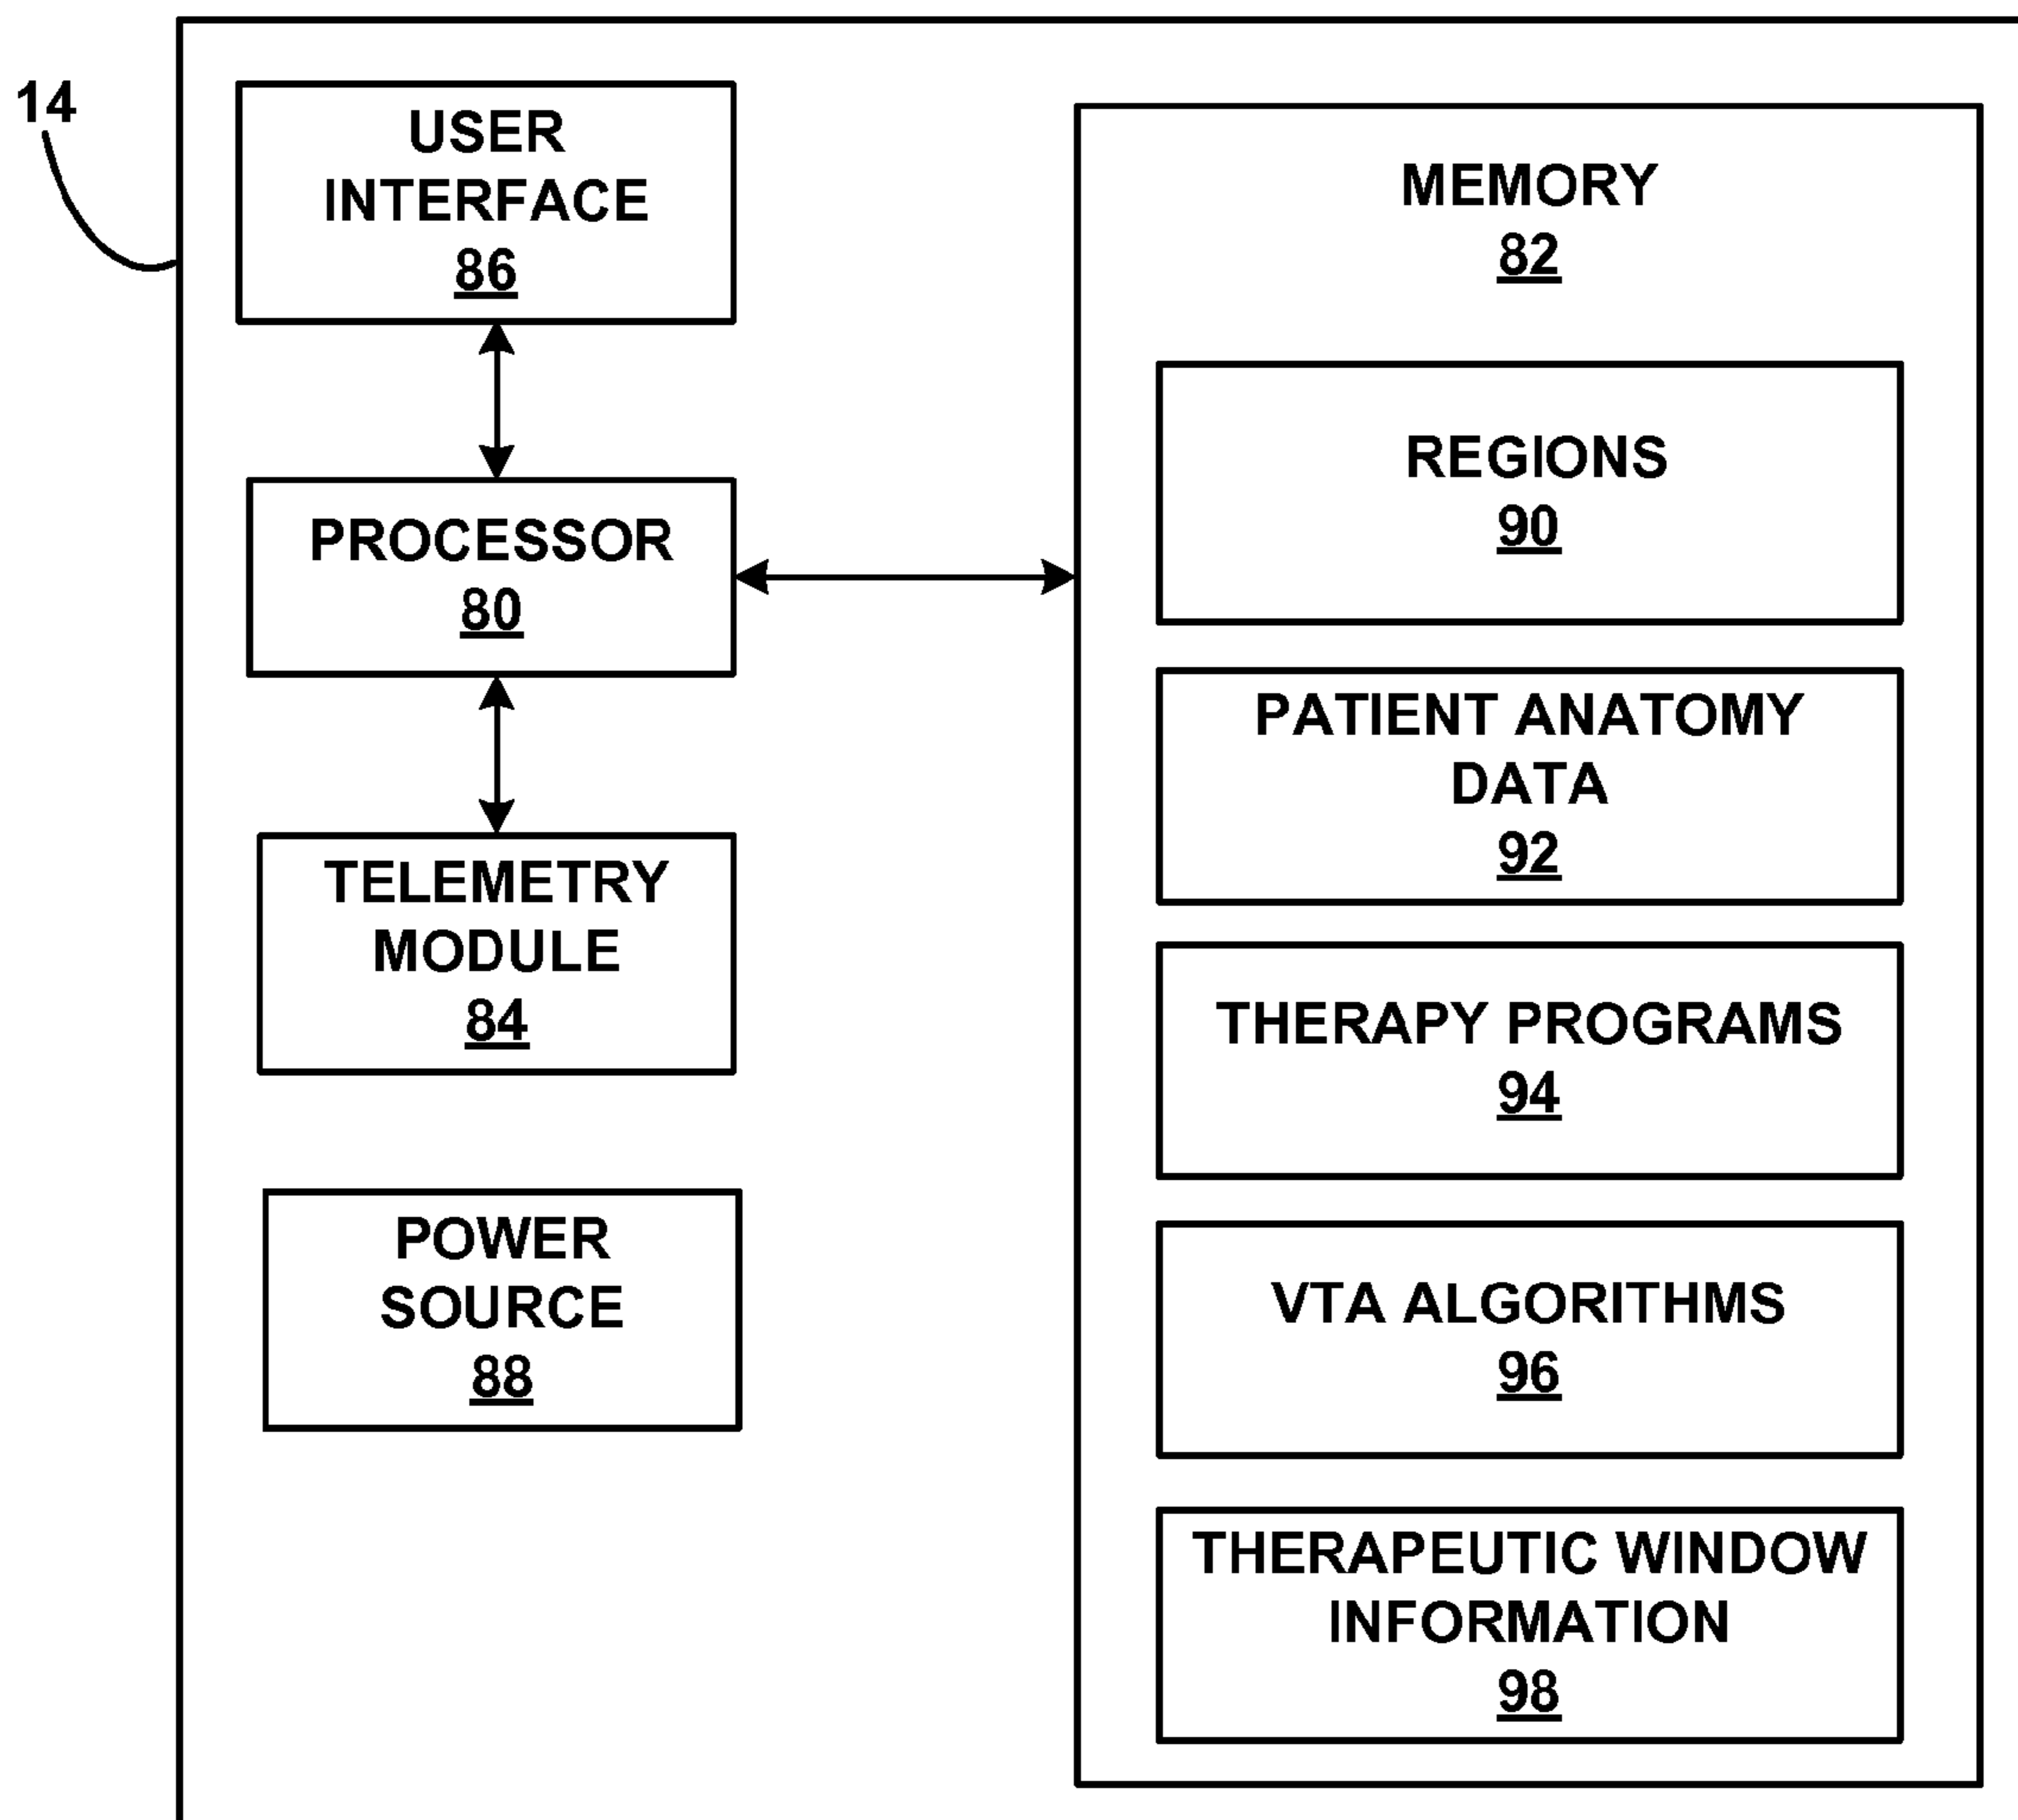 14
USER
INTERFACE
86
PROCESSOR
80
TELEMETRY
MODULE
84
POWER
SOURCE
88
MEMORY
82
REGIONS
90
PATIENT ANATOMY
DATA
92
THERAPY PROGRAMS
94
VTA ALGORITHMS
96
THERAPEUTIC WINDOW
INFORMATION
98